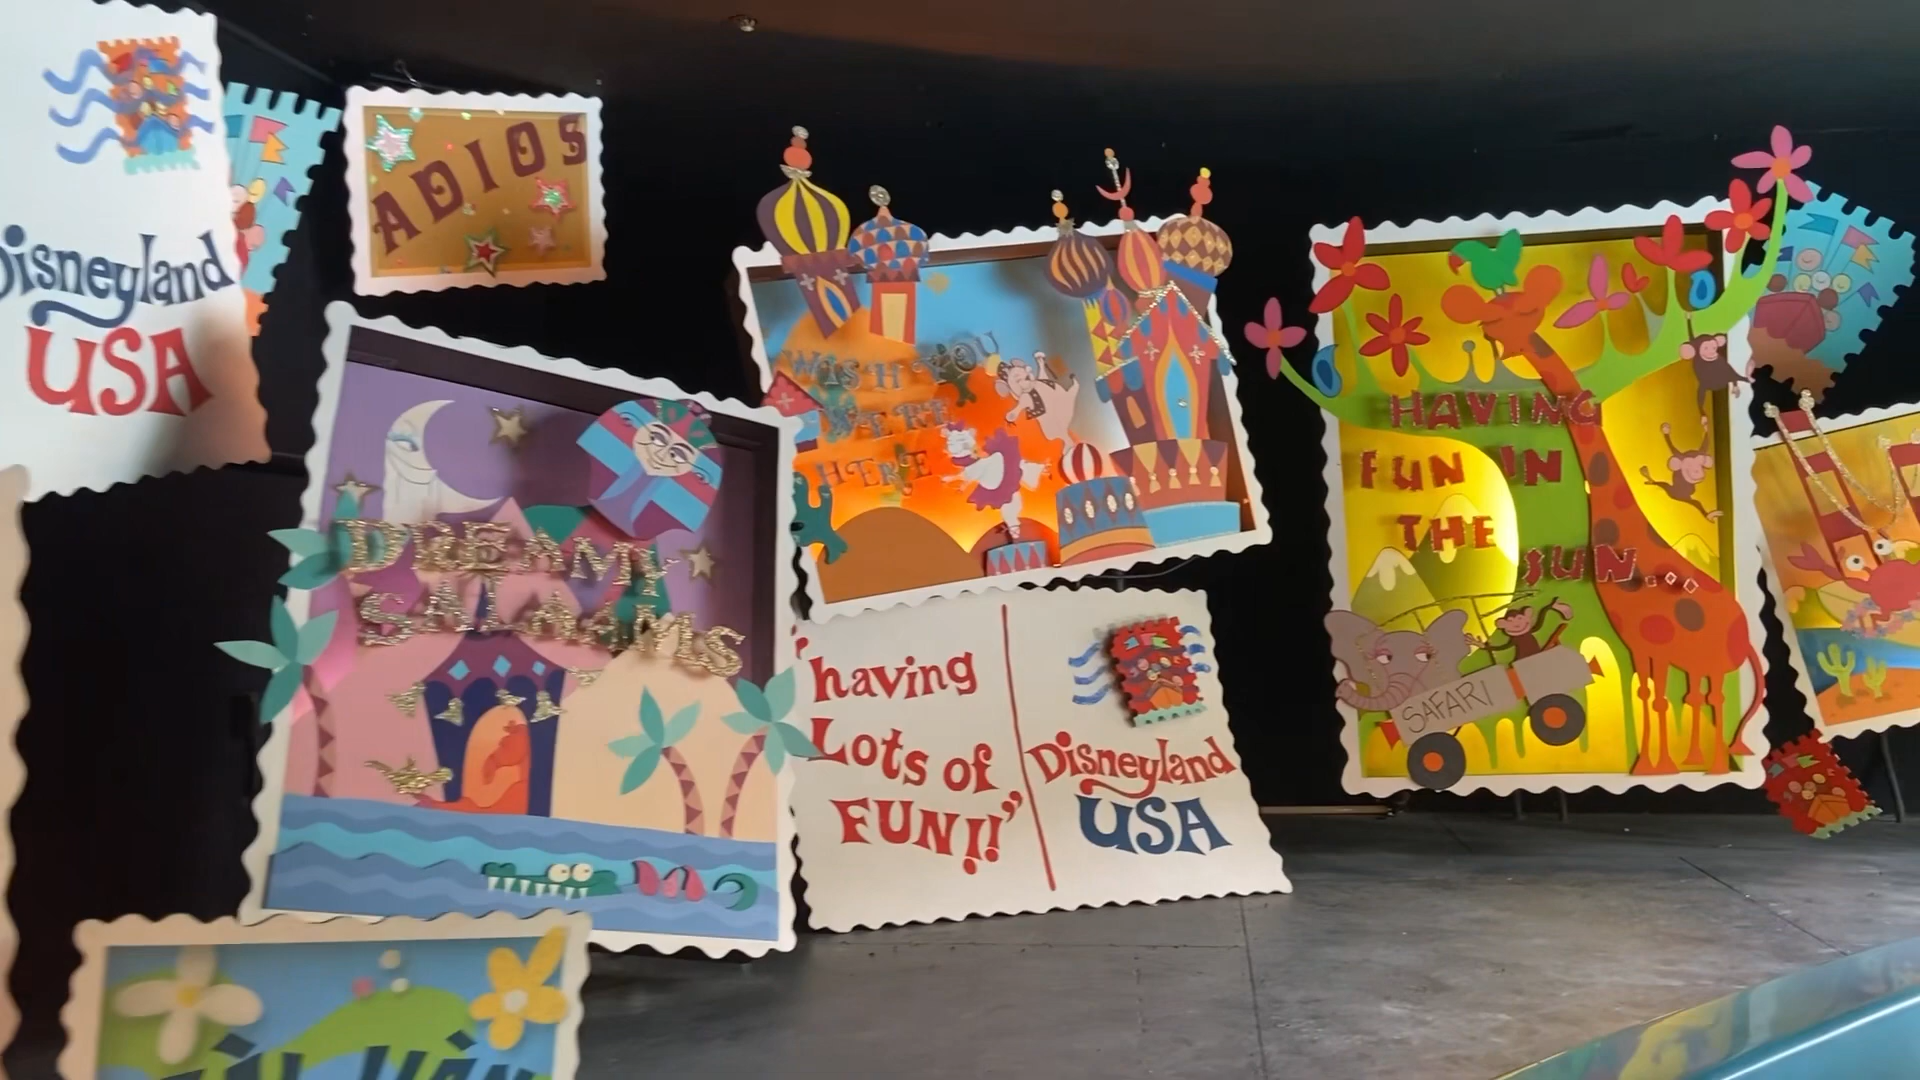 Disneyland
USA
ADIOS
DREAMY
SALAAMS
WISH YOU
WERE
HERE
having
Lots of
FUN!!”
Disneyland
USA
HAVING
FUN IN
THE
SUN...
SAFARI